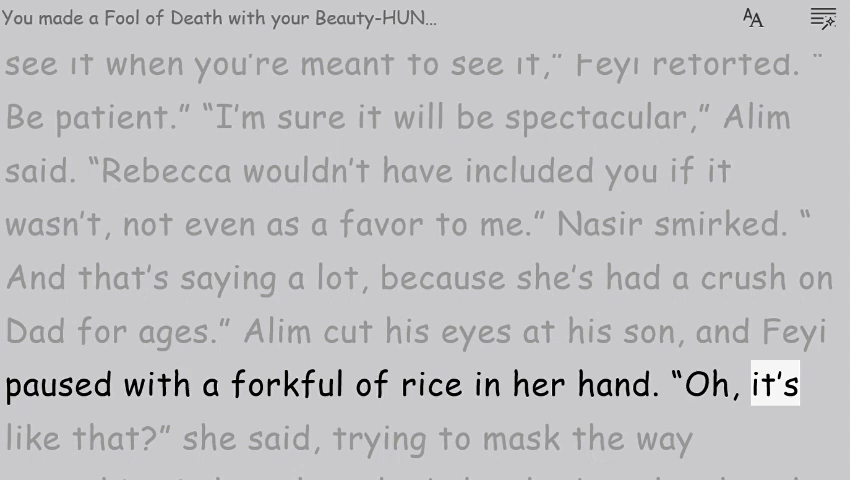 You made a Fool of Death with your Beauty-HUN...
see it when you're meant to see it,” Feyi retorted. “
Be patient.” “I’m sure it will be spectacular,” Alim
said. “Rebecca wouldn’t have included you if it
wasn’t, not even as a favor to me.” Nasir smirked. “
And that’s saying a lot, because she’s had a crush on
Dad for ages.” Alim cut his eyes at his son, and Feyi
paused with a forkful of rice in her hand. “Oh, it’s
like that?” she said, trying to mask the way